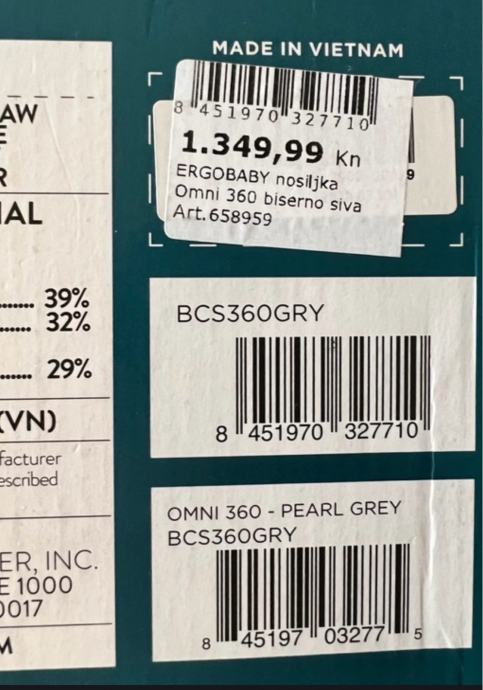 MADE IN VIETNAM
8 451970 327710
1.349,99 Kn
ERGOBABY nosiljka
Omni 360 biserno siva
Art.658959
9
BCS360GRY
8 451970 327710
OMNI 360 - PEARL GREY
BCS360GRY
8 45197 03277 5
AW
E
R
IAL
...... 39%
...... 32%
...... 29%
(VN)
facturer
escribed
ER, INC.
E 1000
0017
M